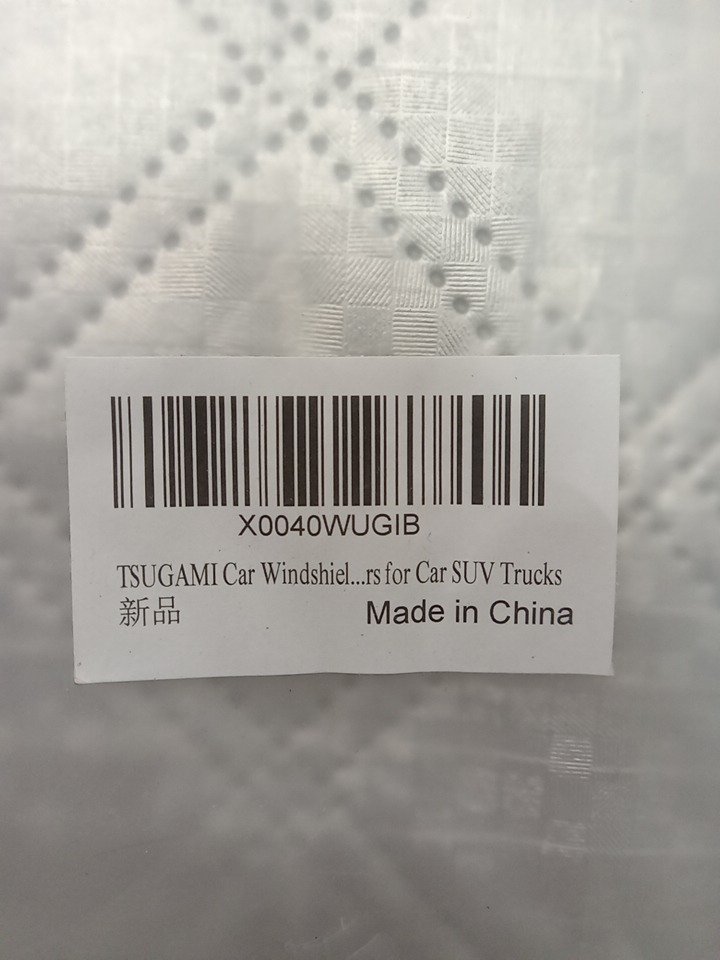 X0040WUGIB
TSUGAMI Car Windshiel...rs for Car SUV Trucks
新品 Made in China